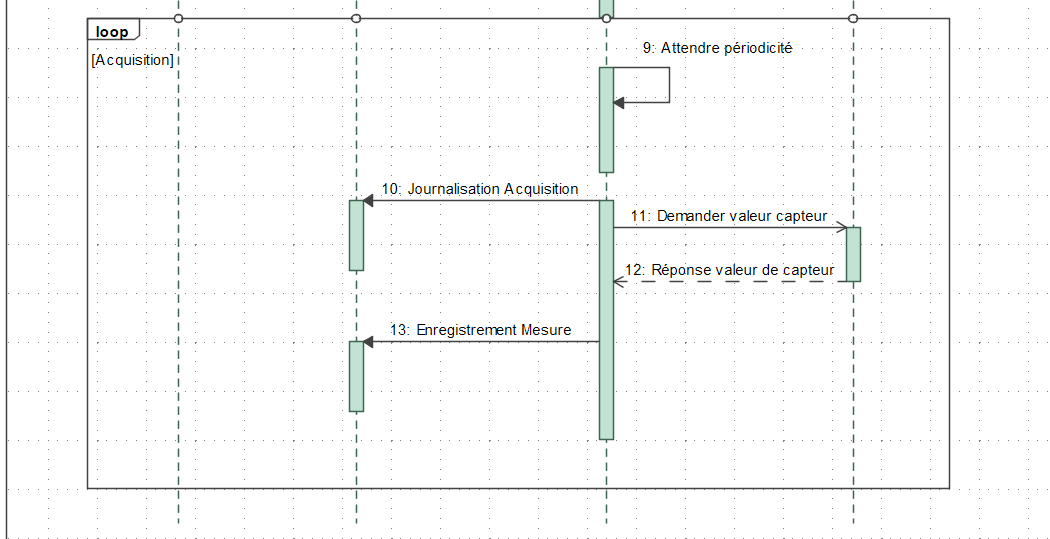 loop
[Acquisition]
9: Attendre périodicité
10: Journalisation Acquisition
11: Demander valeur capteur
12: Réponse valeur de capteur
13: Enregistrement Mesure